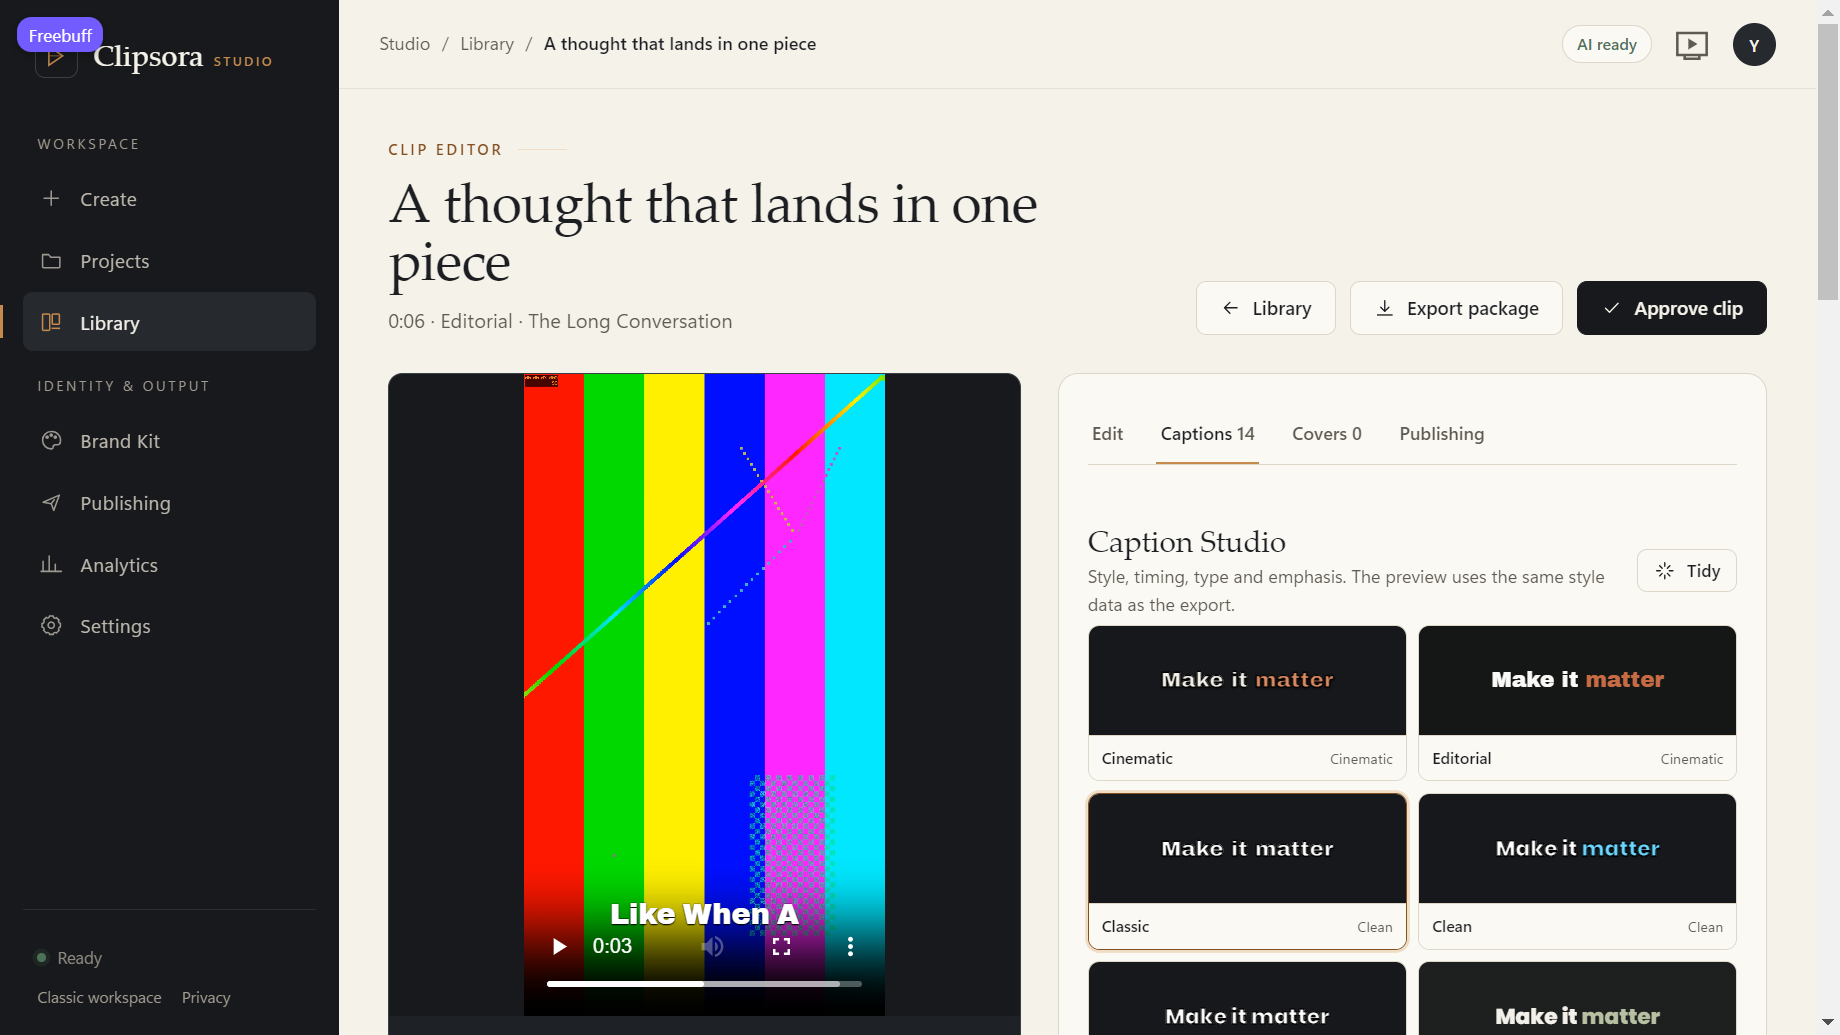 Freebuff
Clipsora STUDIO
WORKSPACE
Create
Projects
Library
IDENTITY & OUTPUT
Brand Kit
Publishing
Analytics
Settings
Ready
Classic workspace Privacy
Studio / Library / A thought that lands in one piece
AI ready
Y
CLIP EDITOR
A thought that lands in one
piece
0:06 · Editorial · The Long Conversation
Library
Export package
Approve clip
Like When A
0:03
Edit
Captions 14
Covers 0
Publishing
Caption Studio
Style, timing, type and emphasis. The preview uses the same style
data as the export.
Tidy
Make it matter
Cinematic Cinematic
Make it matter
Editorial Cinematic
Make it matter
Classic Clean
Make it matter
Clean Clean
Make it matter
Make it matter